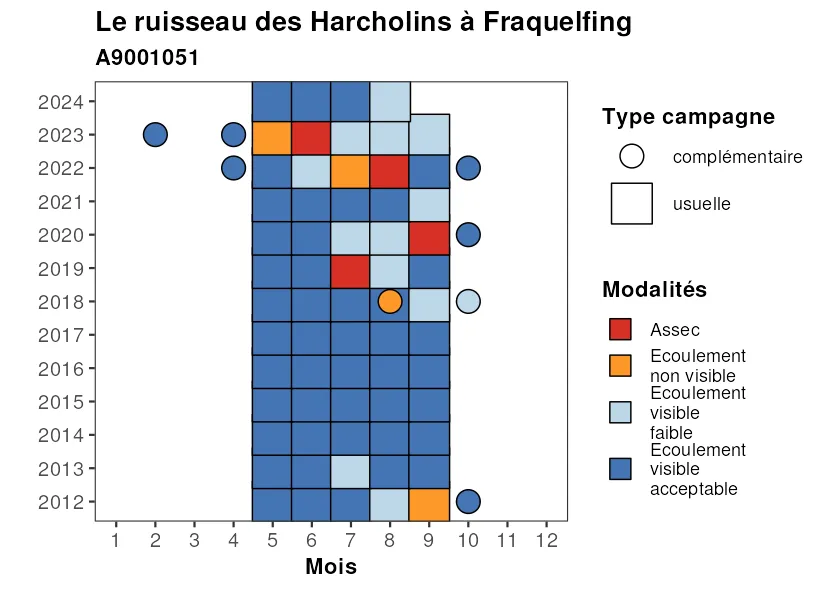 Le ruisseau des Harcholins à Fraquelfing
A9001051
2024
2023
2022
2021
2020
2019
2018
2017
2016
2015
2014
2013
2012
1 2 3 4 5 6 7 8 9 10 11 12
Mois
Type campagne
complémentaire
usuelle
Modalités
Assec
Ecoulement
non visible
Ecoulement
visible
faible
Ecoulement
visible
acceptable